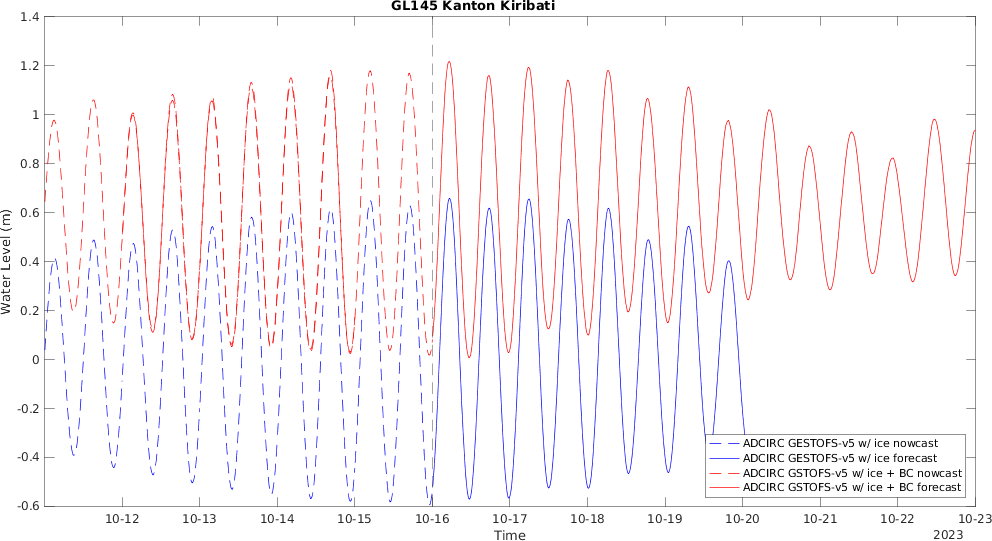 GL145 Kanton Kiribati
Water Level (m)
1.4
1.2
1
0.8
0.6
0.4
0.2
0
-0.2
-0.4
-0.6
ADCIRC GESTOFS-v5 w/ ice nowcast
ADCIRC GESTOFS-v5 w/ ice forecast
ADCIRC GSTOFS-v5 w/ ice + BC nowcast
ADCIRC GSTOFS-v5 w/ ice + BC forecast
10-12 10-13 10-14 10-15 10-16 10-17 10-18 10-19 10-20 10-21 10-22 10-23
Time
2023